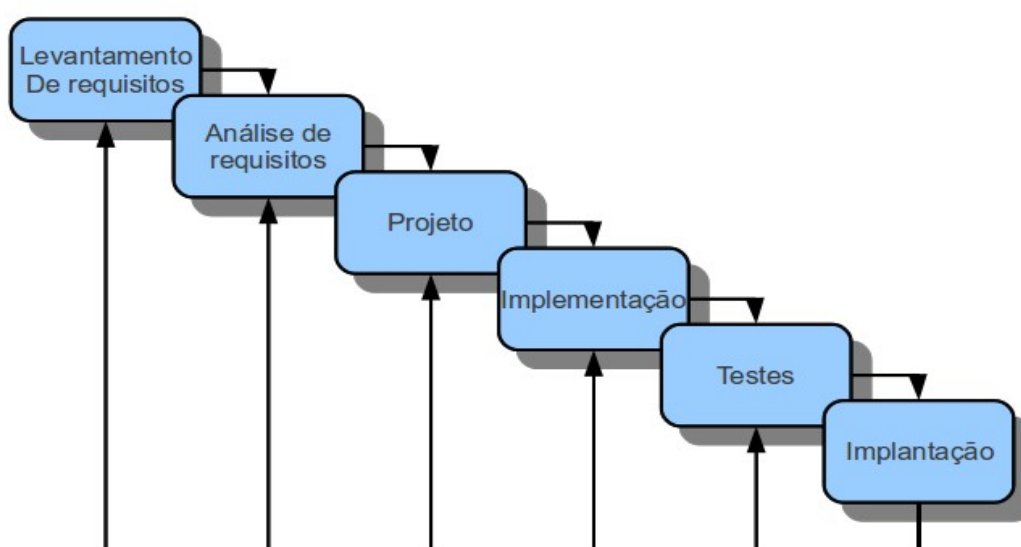 Levantamento
De requisitos
Análise de
requisitos
Projeto
Implementação
Testes
Implantação